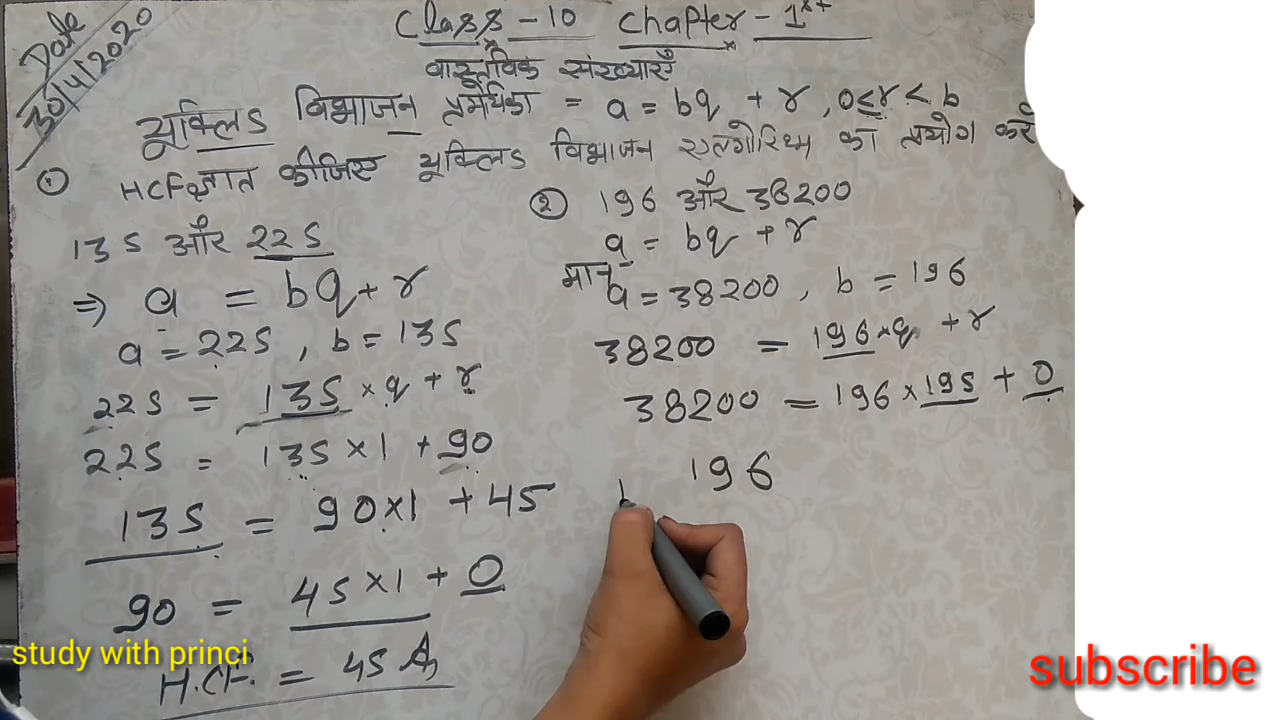 Date
30/4/2020
Class - 10 Chapter - 1st
वास्तविक संख्याएँ
यूक्लिड विभाजन प्रमेयिका = a = bq + r , 0 ≤ r < b
① HCF ज्ञात कीजिए यूक्लिड विभाजन एलगोरिथ्म का प्रयोग करें
135 और 225
⇒ a = bq + r
a = 225 , b = 135
225 = 135 × q + r
225 = 135 × 1 + 90
135 = 90 × 1 + 45
90 = 45 × 1 + 0
H.C.F. = 45 A
② 196 और 38200
a = bq + r
माना a = 38200 , b = 196
38200 = 196 × q + r
38200 = 196 × 195 + 0
196
study with princi
subscribe